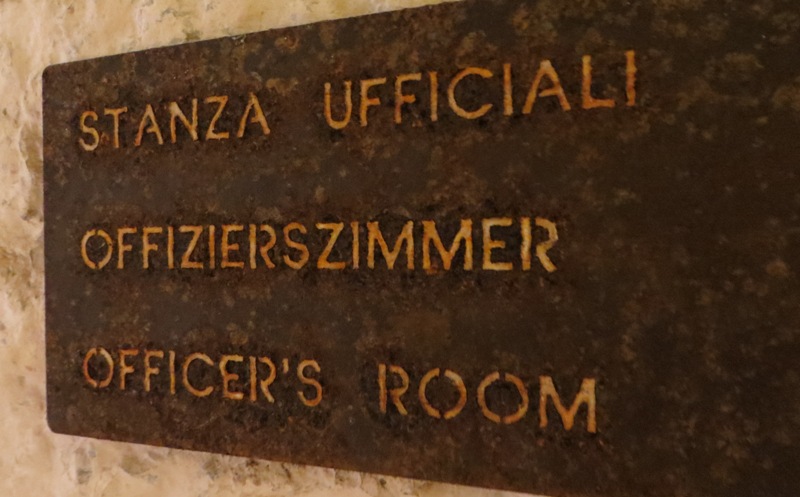 STANZA UFFICIALI
OFFIZIERSZIMMER
OFFICER'S ROOM